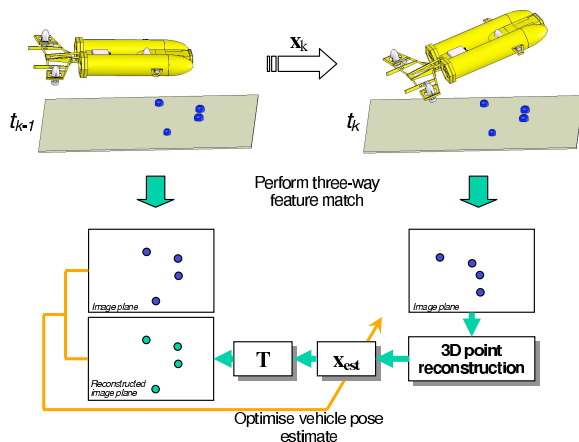 x_k
t_k-1
t_k
Perform three-way
feature match
Image plane
Image plane
Reconstructed
image plane
T
x_est
3D point
reconstruction
Optimise vehicle pose
estimate